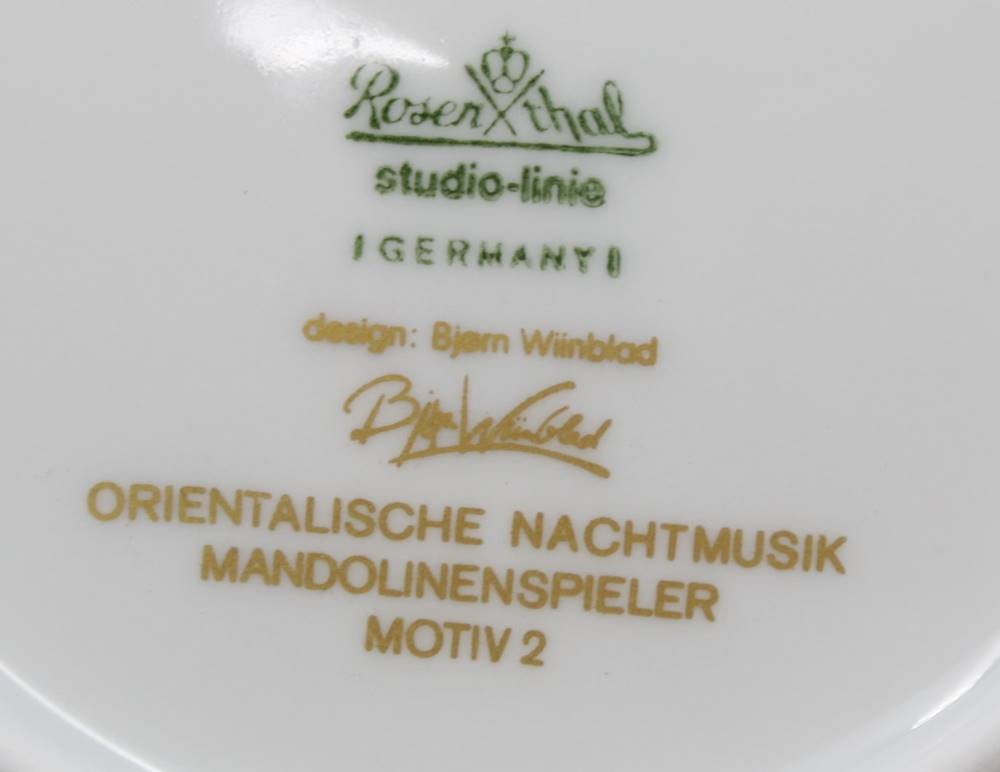 Rosenthal
studio-linie
GERMANY
design: Bjørn Wiinblad
Bjørn Wiinblad
ORIENTALISCHE NACHTMUSIK
MANDOLINENSPIELER
MOTIV 2